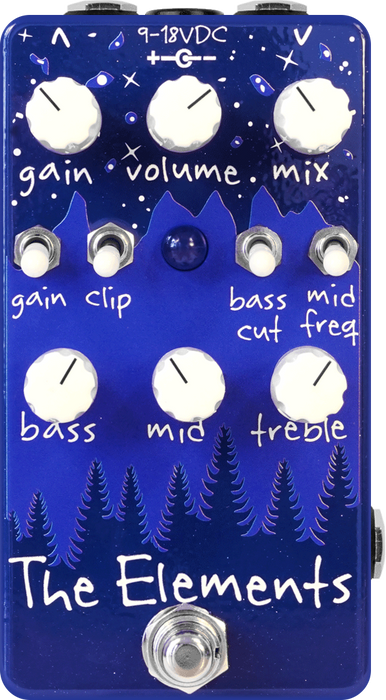 9-18VDC
gain volume mix
gain clip bass cut mid freq
bass mid treble
The Elements